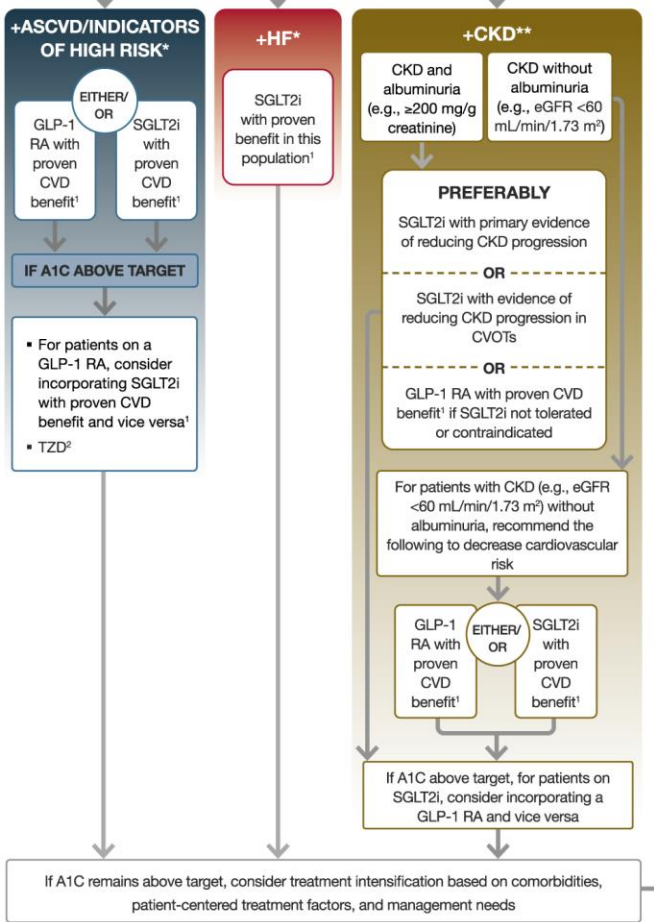 +ASCVD/INDICATORS
OF HIGH RISK*
EITHER/
OR
GLP-1
RA with
proven
CVD
benefit¹
SGLT2i
with
proven
CVD
benefit¹
IF A1C ABOVE TARGET
▪ For patients on a
GLP-1 RA, consider
incorporating SGLT2i
with proven CVD
benefit and vice versa¹
▪ TZD²
+HF*
SGLT2i
with proven
benefit in this
population¹
+CKD**
CKD and
albuminuria
(e.g., ≥200 mg/g
creatinine)
CKD without
albuminuria
(e.g., eGFR <60
mL/min/1.73 m²)
PREFERABLY
SGLT2i with primary evidence
of reducing CKD progression
OR
SGLT2i with evidence of
reducing CKD progression in
CVOTs
OR
GLP-1 RA with proven CVD
benefit¹ if SGLT2i not tolerated
or contraindicated
For patients with CKD (e.g., eGFR
<60 mL/min/1.73 m²) without
albuminuria, recommend the
following to decrease cardiovascular
risk
GLP-1
RA with
proven
CVD
benefit¹
EITHER/
OR
SGLT2i
with
proven
CVD
benefit¹
If A1C above target, for patients on
SGLT2i, consider incorporating a
GLP-1 RA and vice versa
If A1C remains above target, consider treatment intensification based on comorbidities,
patient-centered treatment factors, and management needs